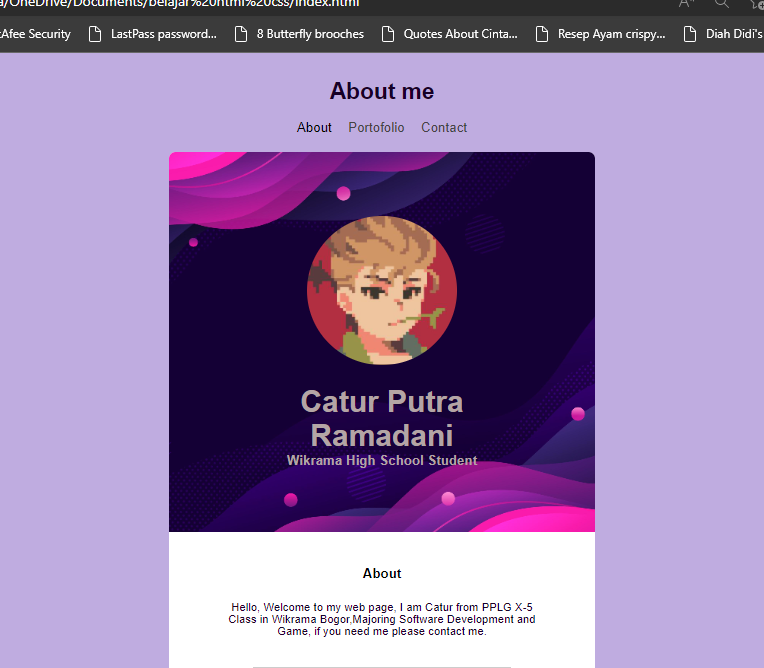 a/OneDrive/Documents/belajar%20html%20css/index.html
Afee Security LastPass password... 8 Butterfly brooches Quotes About Cinta... Resep Ayam crispy... Diah Didi's
About me
About Portofolio Contact
Catur Putra
Ramadani
Wikrama High School Student
About
Hello, Welcome to my web page, I am Catur from PPLG X-5
Class in Wikrama Bogor,Majoring Software Development and
Game, if you need me please contact me.